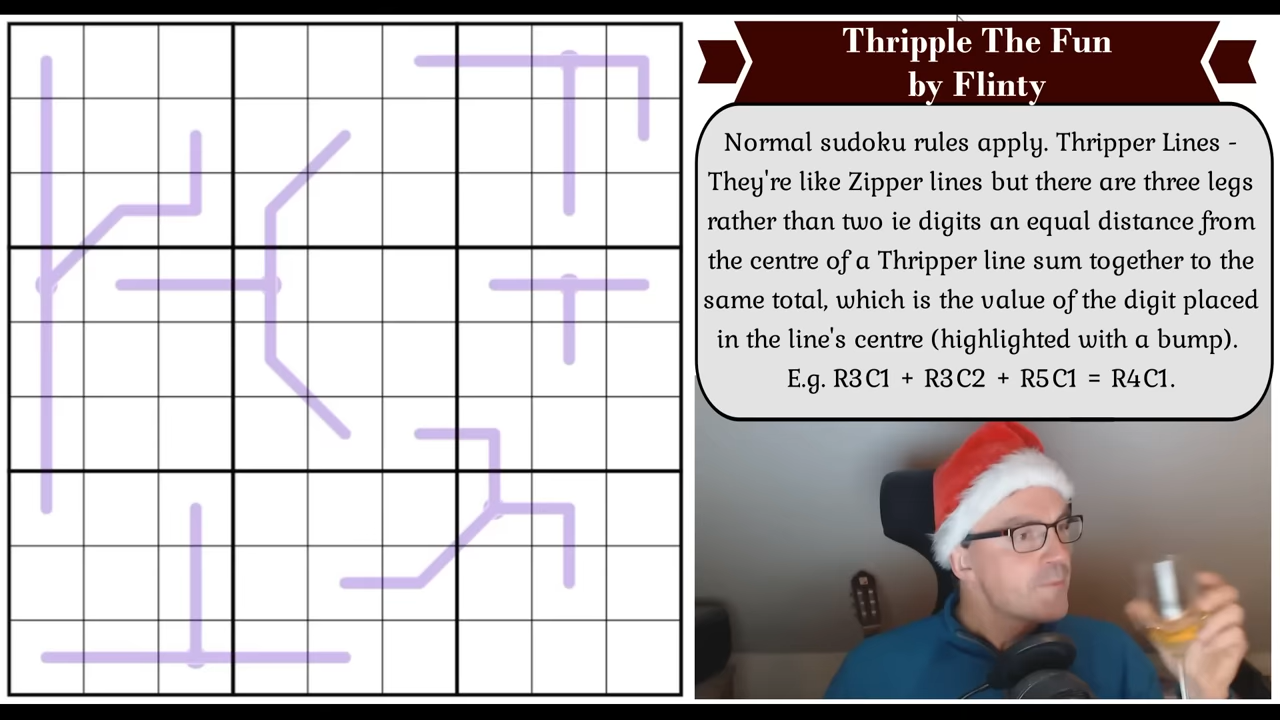 Thripple The Fun
by Flinty
Normal sudoku rules apply. Thripper Lines -
They're like Zipper lines but there are three legs
rather than two ie digits an equal distance from
the centre of a Thripper line sum together to the
same total, which is the value of the digit placed
in the line's centre (highlighted with a bump).
E.g. R3C1 + R3C2 + R5C1 = R4C1.